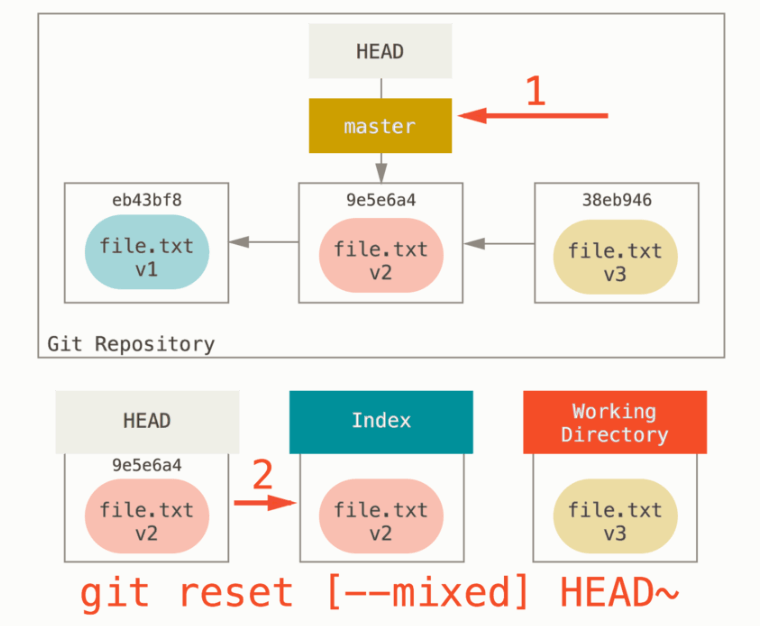 HEAD
1
master
eb43bf8
9e5e6a4
38eb946
file.txt
v1
file.txt
v2
file.txt
v3
Git Repository
HEAD
Index
Working
Directory
9e5e6a4
2
file.txt
v2
file.txt
v2
file.txt
v3
git reset [--mixed] HEAD~